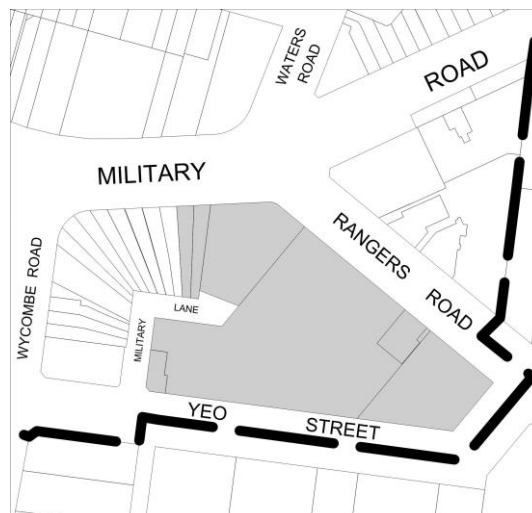 WATERS
ROAD
ROAD
MILITARY
RANGERS
ROAD
WYCOMBE ROAD
LANE
MILITARY
YEO
STREET